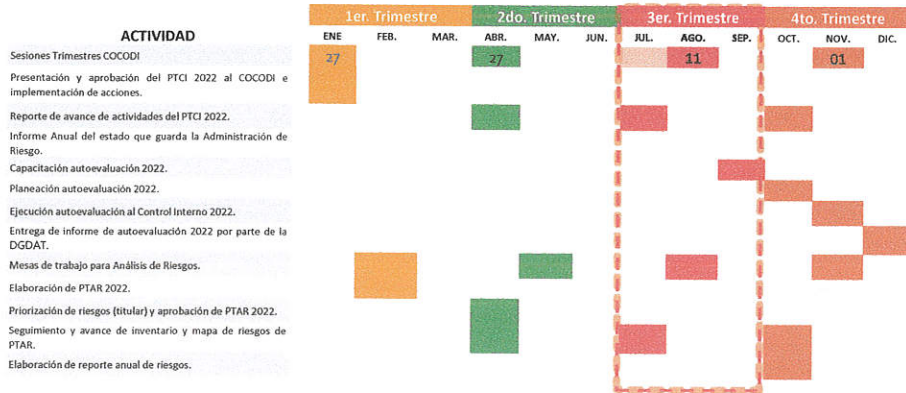 1er. Trimestre 2do. Trimestre 3er. Trimestre 4to. Trimestre
ACTIVIDAD ENE FEB. MAR. ABR. MAY. JUN. JUL. AGO. SEP. OCT. NOV. DIC.
Sesiones Trimestres COCODI 27 27 11 01
Presentación y aprobación del PTCI 2022 al COCODI e
implementación de acciones.
Reporte de avance de actividades del PTCI 2022.
Informe Anual del estado que guarda la Administración de
Riesgo.
Capacitación autoevaluación 2022.
Planeación autoevaluación 2022.
Ejecución autoevaluación al Control Interno 2022.
Entrega de informe de autoevaluación 2022 por parte de la
DGDAT.
Mesas de trabajo para Análisis de Riesgos.
Elaboración de PTAR 2022.
Priorización de riesgos (titular) y aprobación de PTAR 2022.
Seguimiento y avance de inventario y mapa de riesgos de
PTAR.
Elaboración de reporte anual de riesgos.